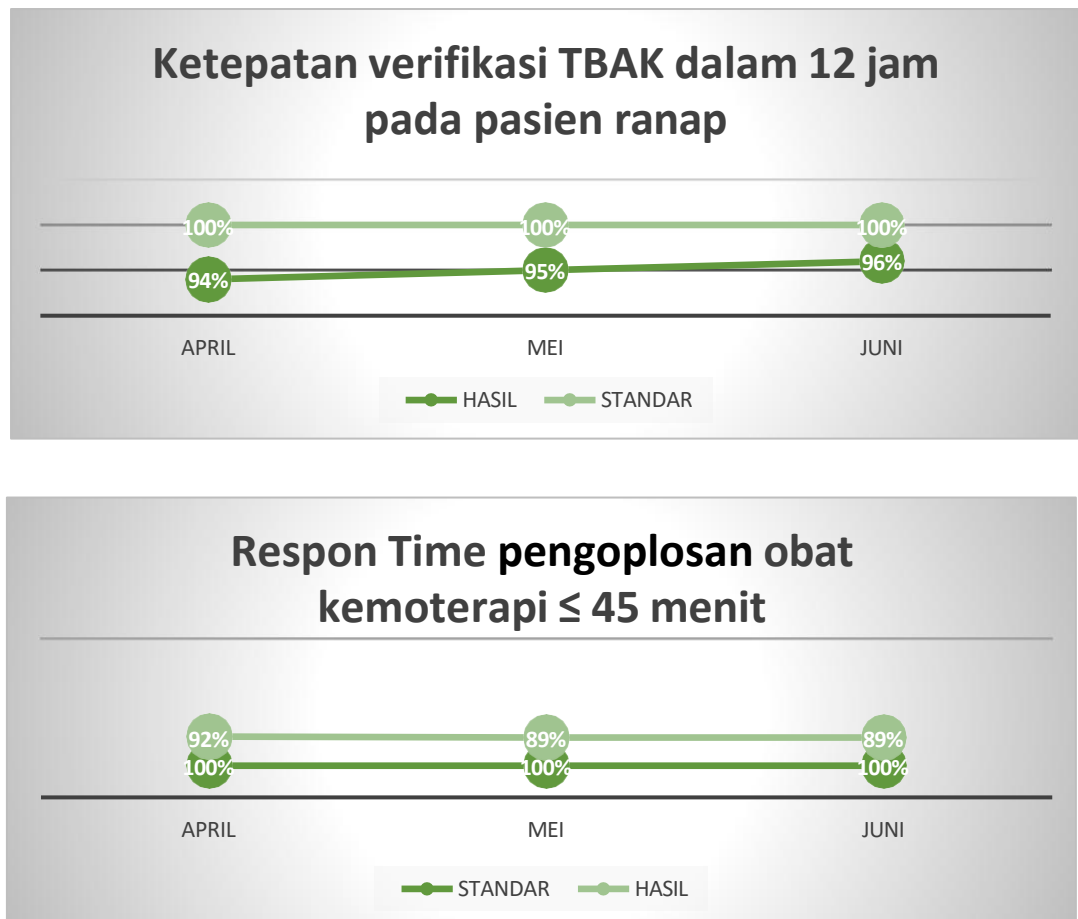 Ketepatan verifikasi TBAK dalam 12 jam
pada pasien ranap
100% 100% 100%
94% 95% 96%
APRIL MEI JUNI
HASIL STANDAR
Respon Time pengoplosan obat
kemoterapi ≤ 45 menit
92% 89% 89%
100% 100% 100%
APRIL MEI JUNI
STANDAR HASIL